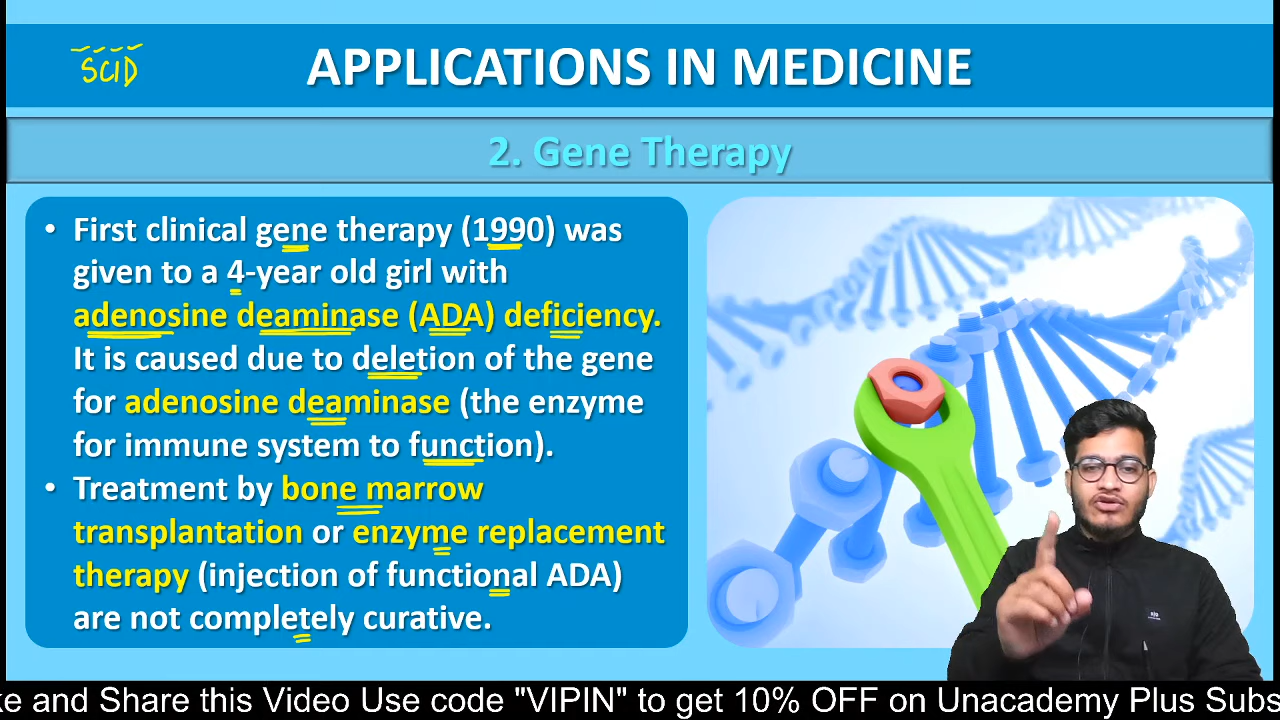 SCID
APPLICATIONS IN MEDICINE
2. Gene Therapy
• First clinical gene therapy (1990) was
given to a 4-year old girl with
adenosine deaminase (ADA) deficiency.
It is caused due to deletion of the gene
for adenosine deaminase (the enzyme
for immune system to function).
• Treatment by bone marrow
transplantation or enzyme replacement
therapy (injection of functional ADA)
are not completely curative.
ke and Share this Video Use code "VIPIN" to get 10% OFF on Unacademy Plus Subs